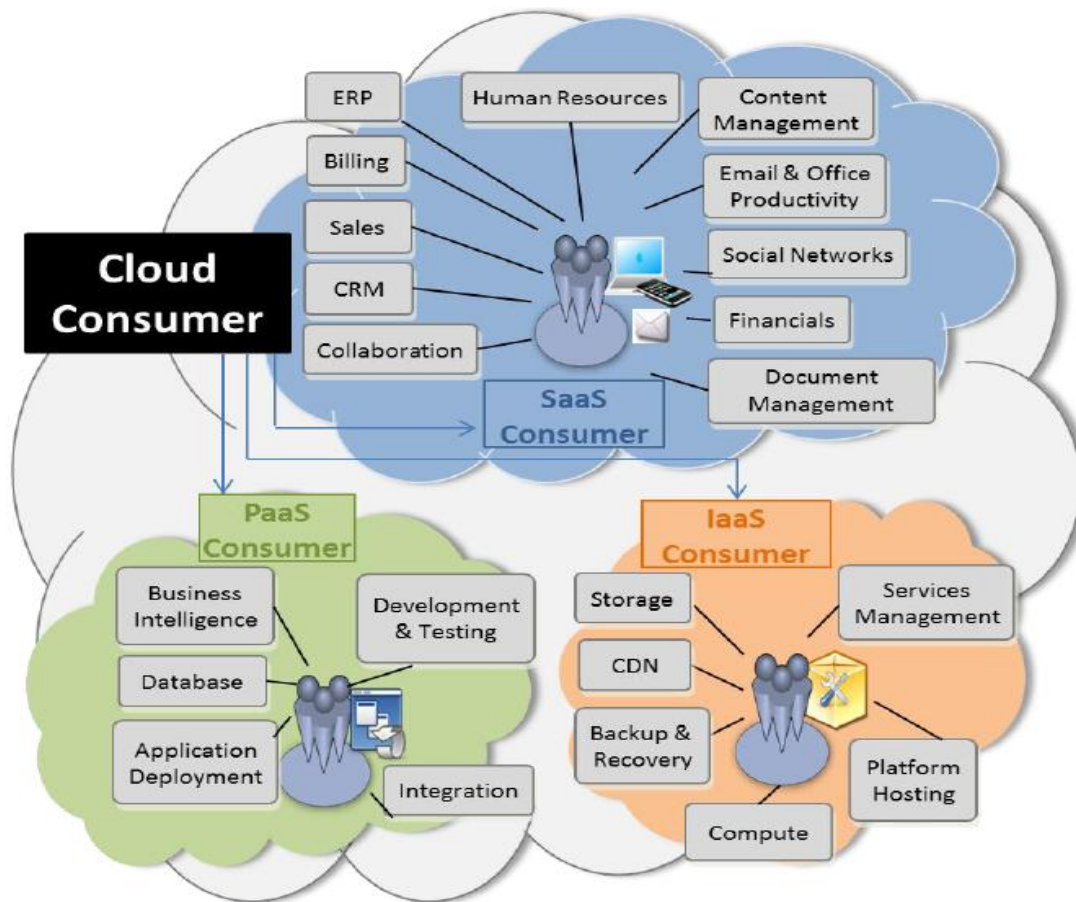 ERP
Human Resources
Content
Management
Billing
Email & Office
Productivity
Sales
Social Networks
Cloud
Consumer
CRM
Financials
Collaboration
Document
Management
SaaS
Consumer
PaaS
Consumer
Business
Intelligence
Development
& Testing
Database
Application
Deployment
Integration
IaaS
Consumer
Storage
Services
Management
CDN
Backup &
Recovery
Platform
Hosting
Compute